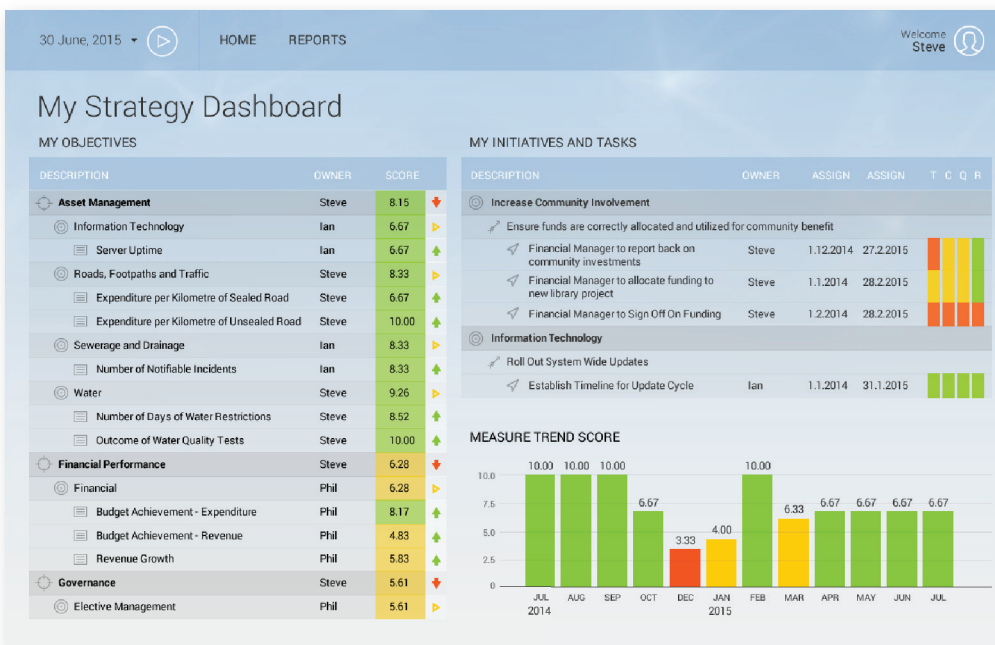 30 June, 2015
HOME
REPORTS
Welcome
Steve
My Strategy Dashboard
MY OBJECTIVES
DESCRIPTION OWNER SCORE
Asset Management Steve 8.15
Information Technology Ian 6.67
Server Uptime Ian 6.67
Roads, Footpaths and Traffic Steve 8.33
Expenditure per Kilometre of Sealed Road Steve 6.67
Expenditure per Kilometre of Unsealed Road Steve 10.00
Sewerage and Drainage Ian 8.33
Number of Notifiable Incidents Ian 8.33
Water Steve 9.26
Number of Days of Water Restrictions Steve 8.52
Outcome of Water Quality Tests Steve 10.00
Financial Performance Steve 6.28
Financial Phil 6.28
Budget Achievement - Expenditure Phil 8.17
Budget Achievement - Revenue Phil 4.83
Revenue Growth Phil 5.83
Governance Steve 5.61
Elective Management Phil 5.61
MY INITIATIVES AND TASKS
DESCRIPTION OWNER ASSIGN ASSIGN T C Q R
Increase Community Involvement
Ensure funds are correctly allocated and utilized for community benefit
Financial Manager to report back on
community investments
Steve 1.12.2014 27.2.2015
Financial Manager to allocate funding to
new library project
Steve 1.1.2014 28.2.2015
Financial Manager to Sign Off On Funding Steve 1.2.2014 28.2.2015
Information Technology
Roll Out System Wide Updates
Establish Timeline for Update Cycle Ian 1.1.2014 31.1.2015
MEASURE TREND SCORE
10.00 10.00 10.00 6.67 3.33 4.00 10.00 6.33 6.67 6.67 6.67 6.67
10.0
7.5
5.0
2.5
0
JUL AUG SEP OCT DEC JAN FEB MAR APR MAY JUN JUL
2014 2015